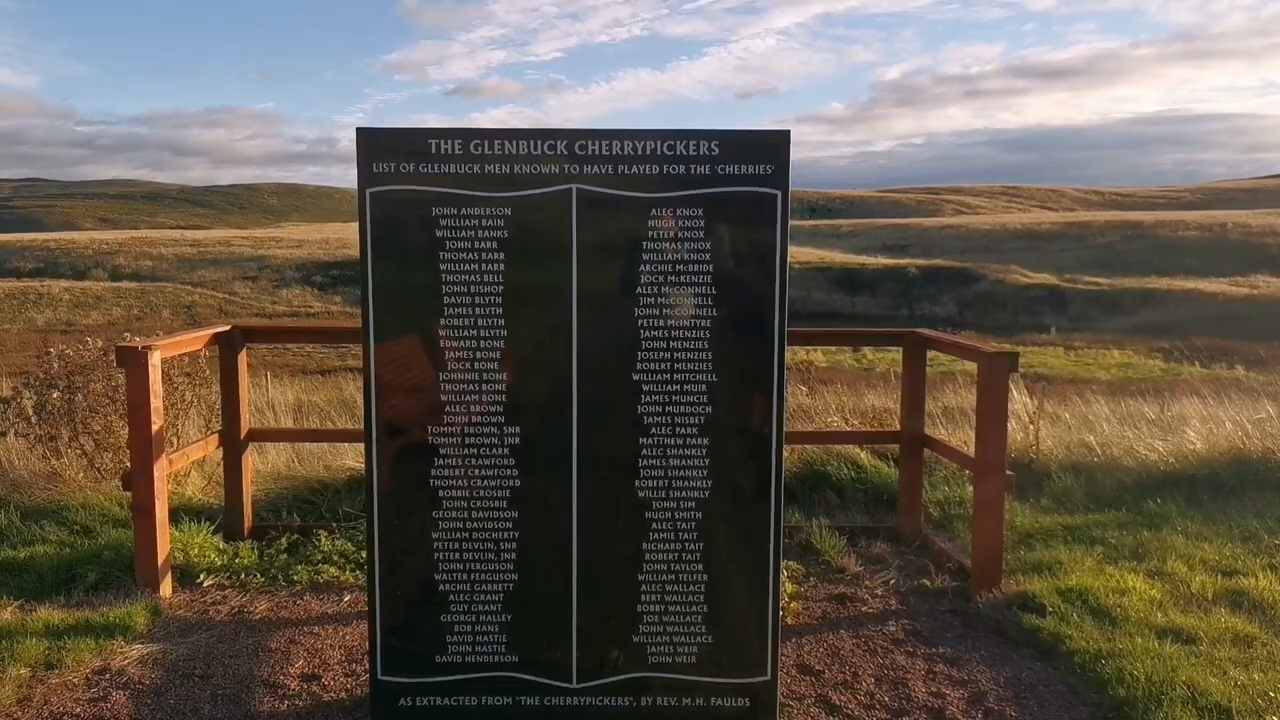 THE GLENBUCK CHERRYPICKERS
LIST OF GLENBUCK MEN KNOWN TO HAVE PLAYED FOR THE 'CHERRIES'
JOHN ANDERSON
WILLIAM BAIN
WILLIAM BANKS
JOHN BARR
THOMAS BARR
WILLIAM BARR
THOMAS BELL
JOHN BISHOP
DAVID BLYTH
JAMES BLYTH
ROBERT BLYTH
WILLIAM BLYTH
EDWARD BONE
JAMES BONE
JOCK BONE
JOHNNIE BONE
THOMAS BONE
WILLIAM BONE
ALEC BROWN
JOHN BROWN
TOMMY BROWN, SNR
TOMMY BROWN, JNR
WILLIAM CLARK
JAMES CRAWFORD
ROBERT CRAWFORD
THOMAS CRAWFORD
BOBBIE CROSBIE
JOHN CROSBIE
GEORGE DAVIDSON
JOHN DAVIDSON
WILLIAM DOCHERTY
PETER DEVLIN, SNR
PETER DEVLIN, JNR
JOHN FERGUSON
WALTER FERGUSON
ARCHIE GARRETT
ALEC GRANT
GUY GRANT
GEORGE HALLEY
BOB HANS
DAVID HASTIE
JOHN HASTIE
DAVID HENDERSON
ALEC KNOX
HUGH KNOX
PETER KNOX
THOMAS KNOX
WILLIAM KNOX
ARCHIE McBRIDE
JOCK McKENZIE
ALEX McCONNELL
JIM McCONNELL
JOHN McCONNELL
PETER McINTYRE
JAMES MENZIES
JOHN MENZIES
JOSEPH MENZIES
ROBERT MENZIES
WILLIAM MITCHELL
WILLIAM MUIR
JAMES MUNCIE
JOHN MURDOCH
JAMES NISBET
ALEC PARK
MATTHEW PARK
ALEC SHANKLY
JAMES SHANKLY
JOHN SHANKLY
ROBERT SHANKLY
WILLIE SHANKLY
JOHN SIM
HUGH SMITH
ALEC TAIT
JAMIE TAIT
RICHARD TAIT
ROBERT TAIT
JOHN TAYLOR
WILLIAM TELFER
ALEC WALLACE
BERT WALLACE
BOBBY WALLACE
JOE WALLACE
JOHN WALLACE
WILLIAM WALLACE
JAMES WEIR
JOHN WEIR
AS EXTRACTED FROM "THE CHERRYPICKERS", BY REV. M.H. FAULDS